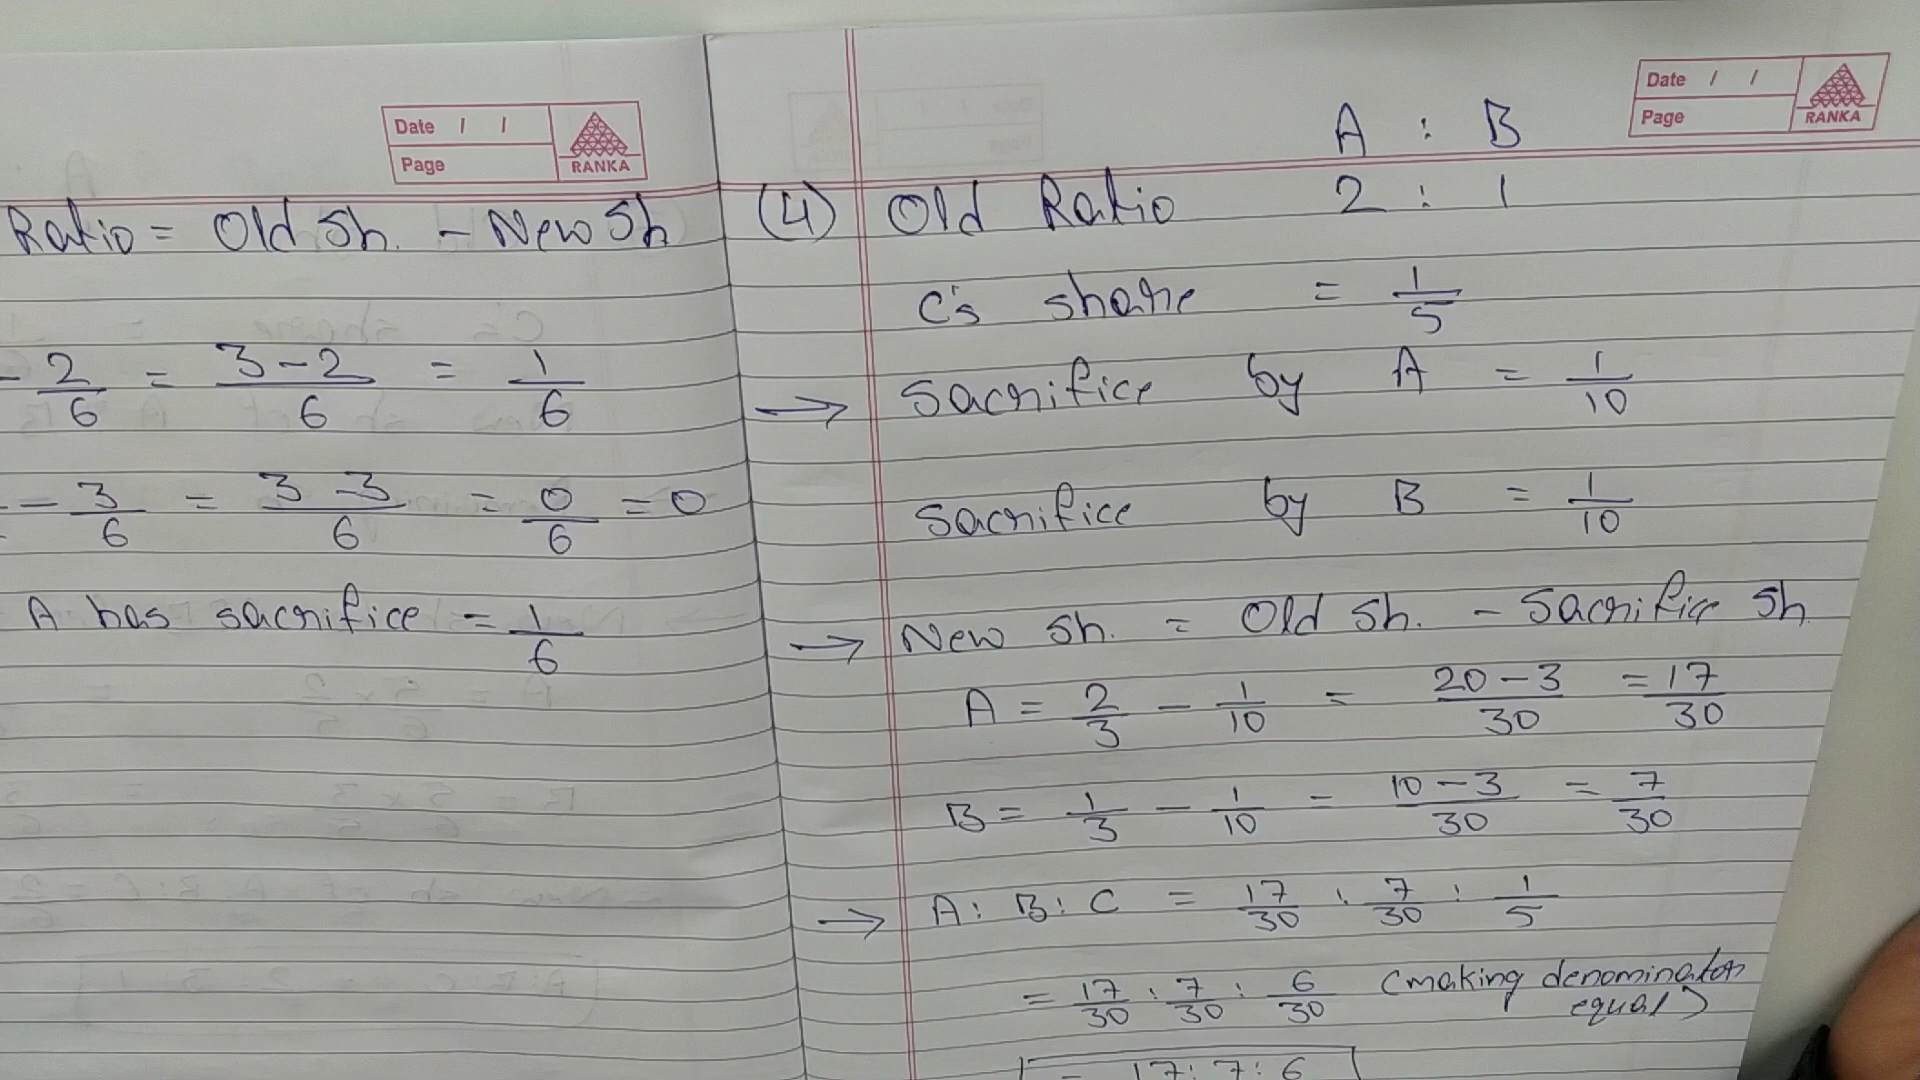 Date / /
Page
RANKA
Ratio = Old Sh. - New Sh
- 2/6 = 3-2/6 = 1/6
- 3/6 = 3-3/6 = 0/6 = 0
A has sacrifice = 1/6
Date / /
Page
RANKA
A : B
(4) Old Ratio 2 : 1
C's share = 1/5
→ Sacrifice by A = 1/10
Sacrifice by B = 1/10
→ New Sh. = Old Sh. - Sacrifice Sh.
A = 2/3 - 1/10 = 20-3/30 = 17/30
B = 1/3 - 1/10 = 10-3/30 = 7/30
→ A : B : C = 17/30 : 7/30 : 1/5
= 17/30 : 7/30 : 6/30 (making denominator
equal)
= 17 : 7 : 6